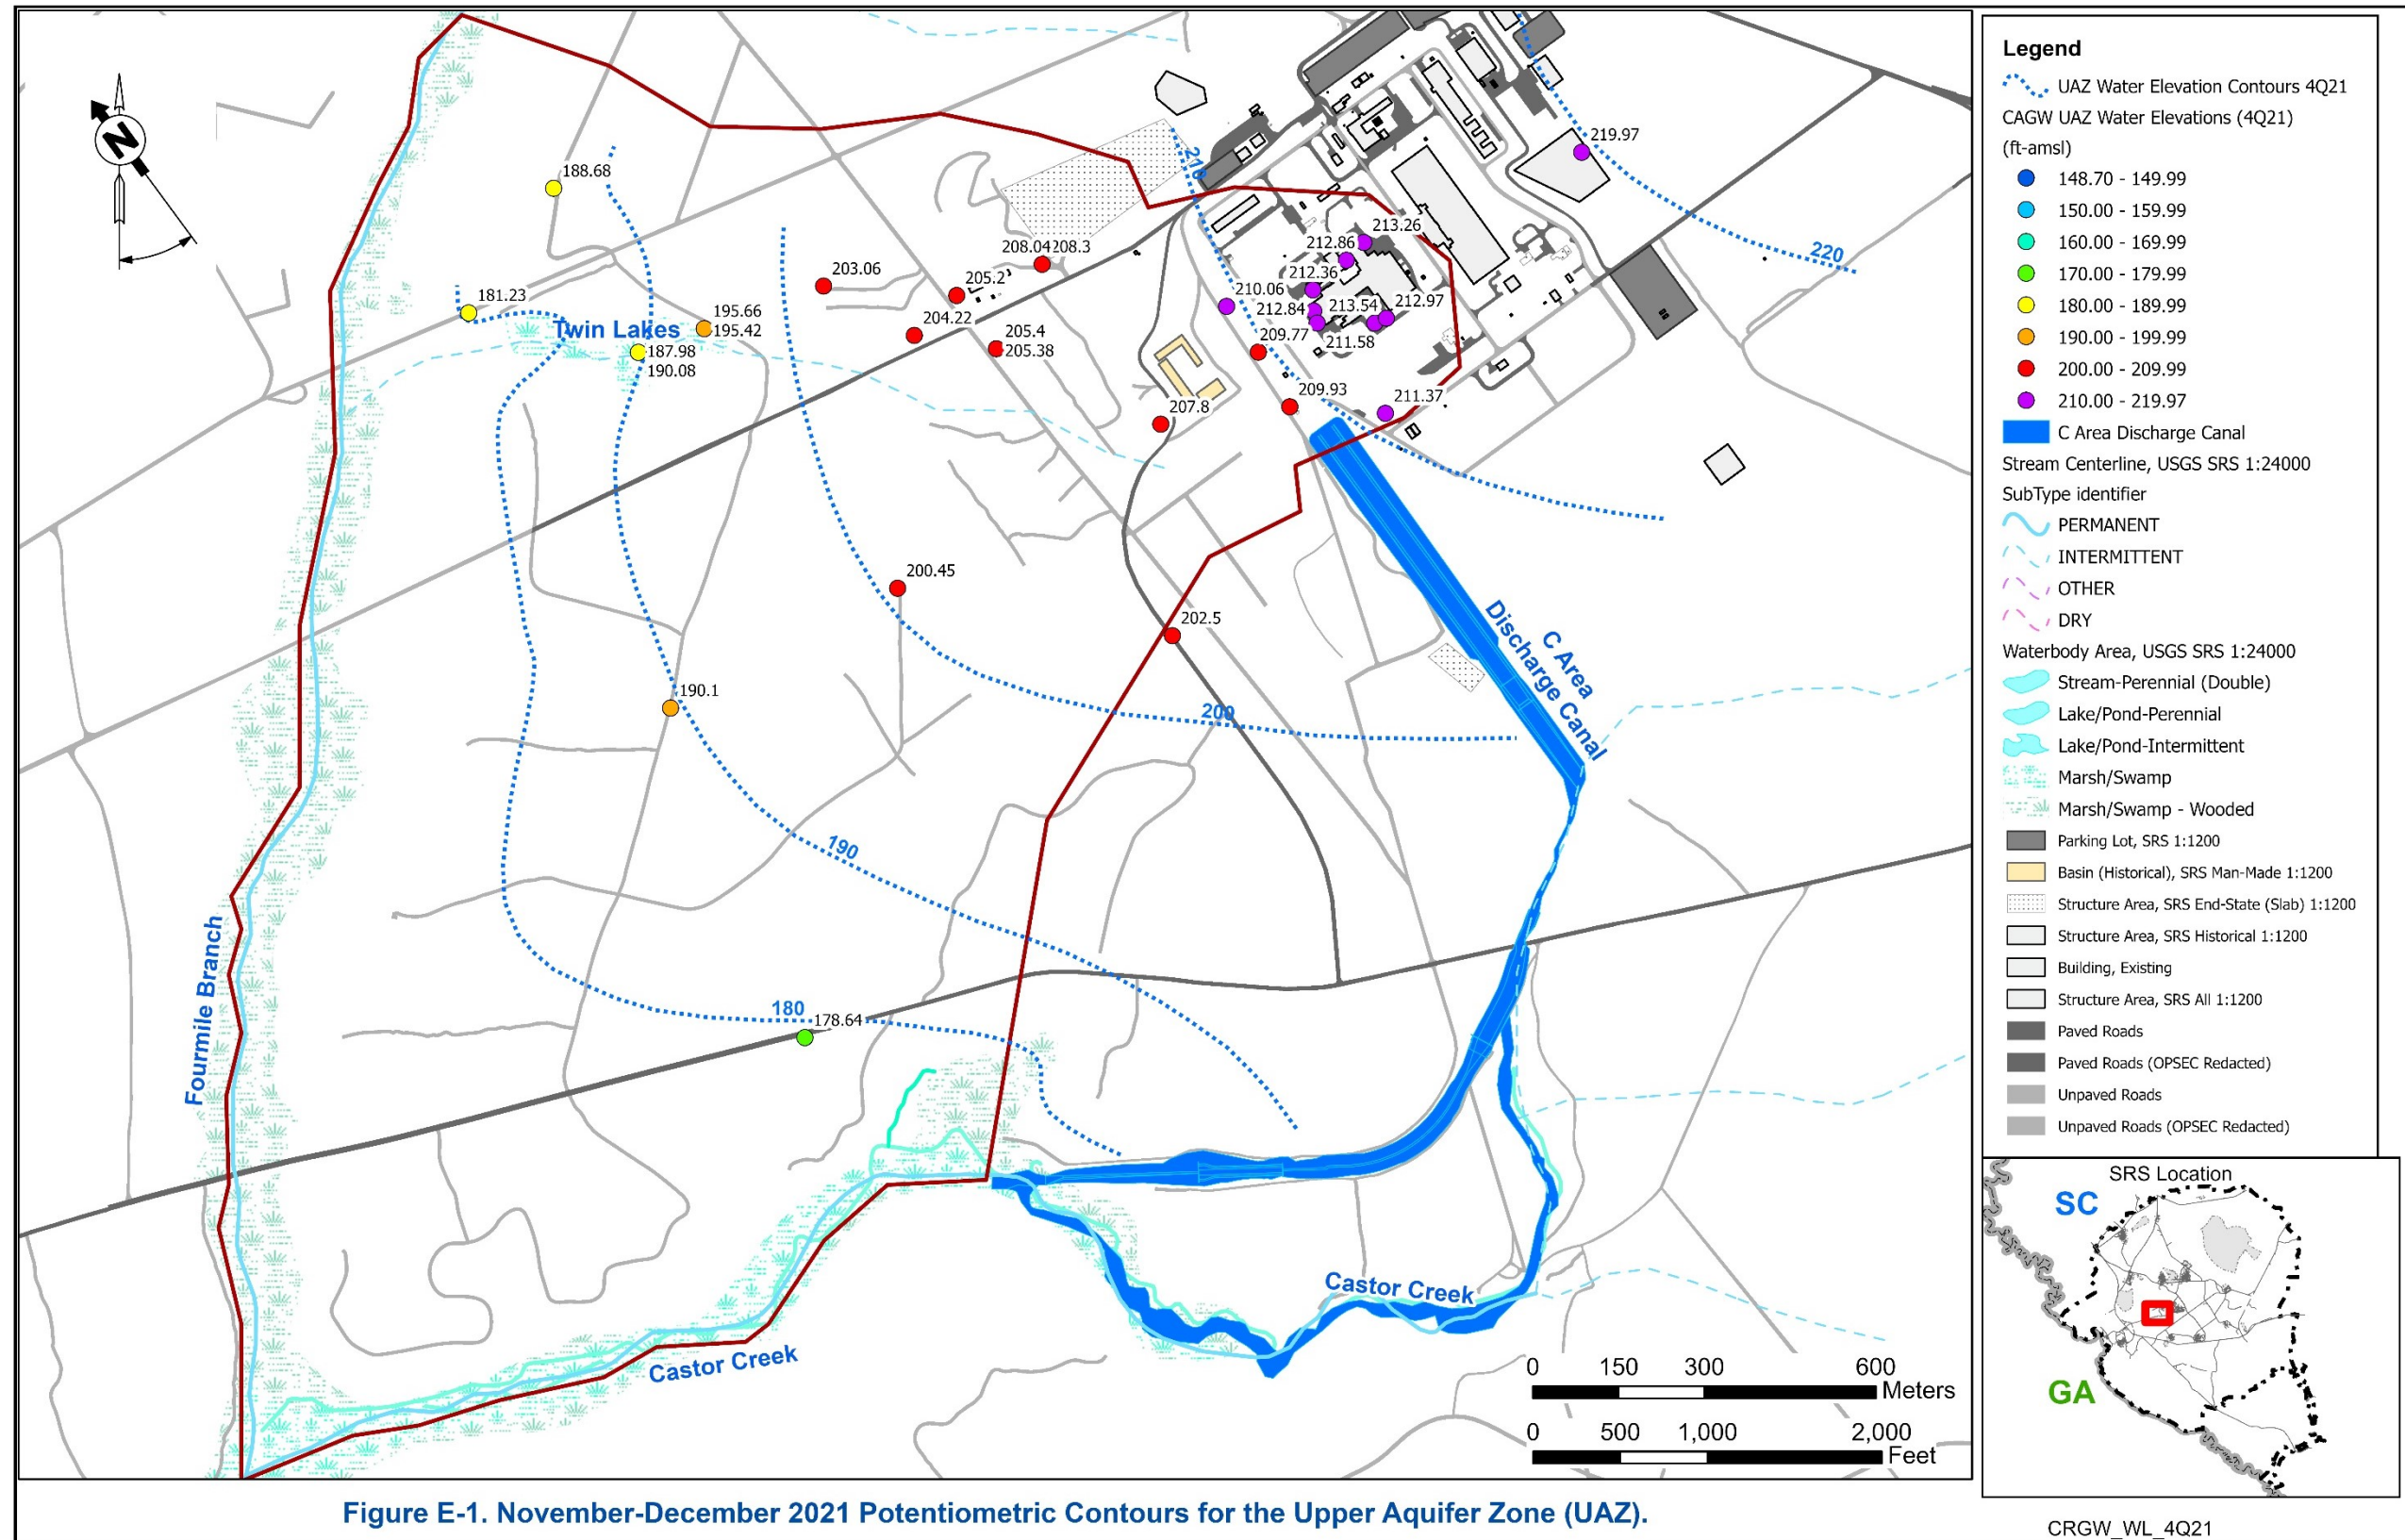 N
188.68
181.23
Twin Lakes
195.66
195.42
187.98
190.08
203.06
208.04 208.3
205.2
204.22
205.4
205.38
210
219.97
220
213.26
212.86
212.36
210.06
212.84
213.54
212.97
209.77
211.58
209.93
211.37
207.8
200.45
202.5
190.1
200
190
180
178.64
C Area
Discharge Canal
Fourmile Branch
Castor Creek
Castor Creek
0 150 300 600
Meters
0 500 1,000 2,000
Feet
Legend
UAZ Water Elevation Contours 4Q21
CAGW UAZ Water Elevations (4Q21)
(ft-amsl)
148.70 - 149.99
150.00 - 159.99
160.00 - 169.99
170.00 - 179.99
180.00 - 189.99
190.00 - 199.99
200.00 - 209.99
210.00 - 219.97
C Area Discharge Canal
Stream Centerline, USGS SRS 1:24000
SubType identifier
PERMANENT
INTERMITTENT
OTHER
DRY
Waterbody Area, USGS SRS 1:24000
Stream-Perennial (Double)
Lake/Pond-Perennial
Lake/Pond-Intermittent
Marsh/Swamp
Marsh/Swamp - Wooded
Parking Lot, SRS 1:1200
Basin (Historical), SRS Man-Made 1:1200
Structure Area, SRS End-State (Slab) 1:1200
Structure Area, SRS Historical 1:1200
Building, Existing
Structure Area, SRS All 1:1200
Paved Roads
Paved Roads (OPSEC Redacted)
Unpaved Roads
Unpaved Roads (OPSEC Redacted)
SRS Location
SC
GA
Figure E-1. November-December 2021 Potentiometric Contours for the Upper Aquifer Zone (UAZ).
CRGW_WL_4Q21